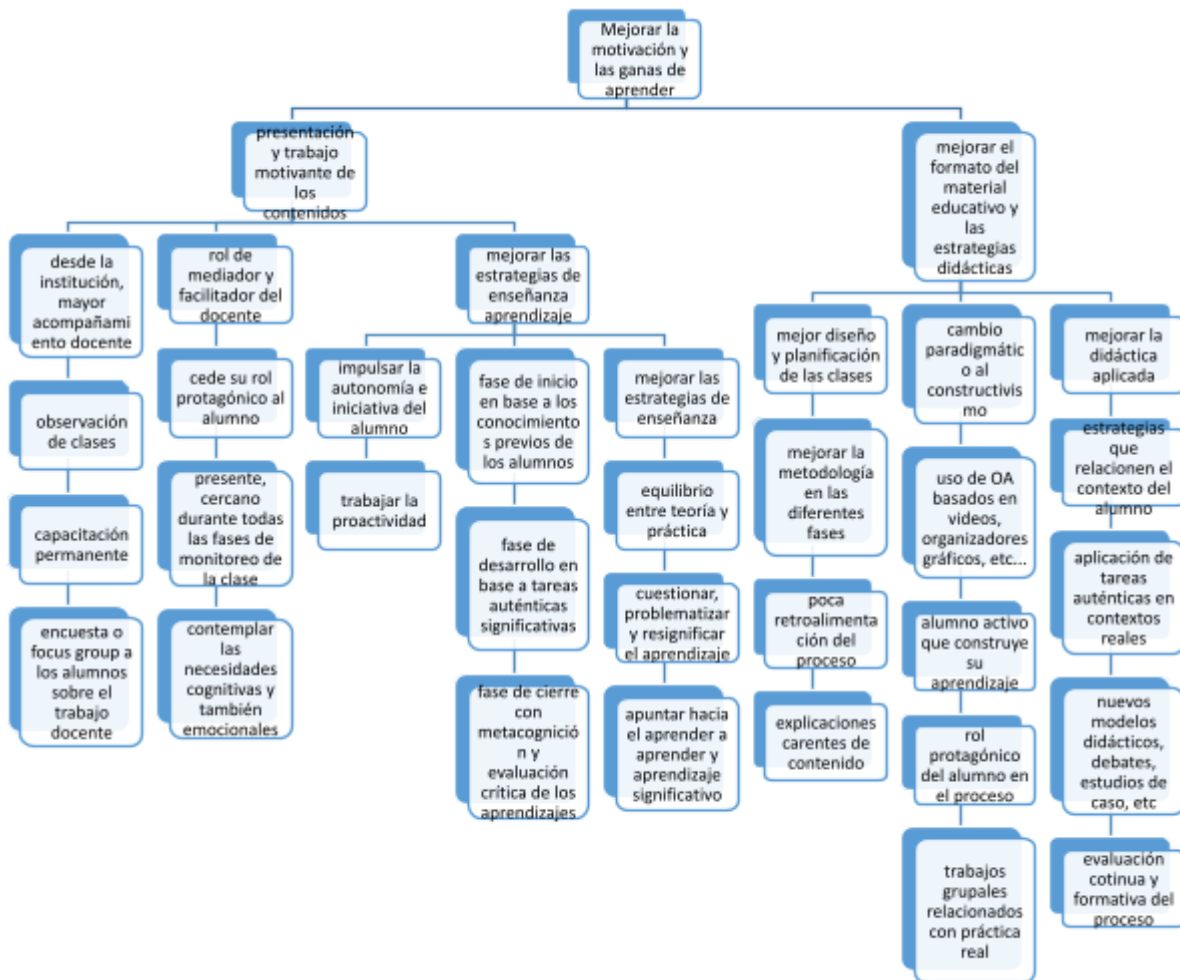 Mejorar la
motivación y
las ganas de
aprender
presentación
y trabajo
motivante de
los
contenidos
desde la
institución,
mayor
acompañami
ento docente
observación
de clases
capacitación
permanente
encuesta o
focus group a
los alumnos
sobre el
trabajo
docente
rol de
mediador y
facilitador del
docente
cede su rol
protagónico al
alumno
presente,
cercano
durante todas
las fases de
monitoreo de
la clase
contemplar
las
necesidades
cognitivas y
también
emocionales
mejorar las
estrategias de
enseñanza
aprendizaje
impulsar la
autonomía e
iniciativa del
alumno
trabajar la
proactividad
fase de inicio
en base a los
conocimiento
s previos de
los alumnos
fase de
desarrollo en
base a tareas
auténticas
significativas
fase de
cierre con
metacognició
n y
evaluación
crítica de los
aprendizajes
mejorar las
estrategias de
enseñanza
equilibrio
entre teoría y
práctica
cuestionar,
problematizar
y resignificar
el aprendizaje
apuntar hacia
el aprender a
aprender y
aprendizaje
significativo
mejorar el
formato del
material
educativo y
las
estrategias
didácticas
mejor diseño
y planificación
de las clases
mejorar la
metodología
en las
diferentes
fases
poca
retroalimenta
ción del
proceso
explicaciones
carentes de
contenido
cambio
paradigmátic
o al
constructivis
mo
uso de OA
basados en
videos,
organizadores
gráficos, etc...
alumno activo
que construye
su
aprendizaje
rol
protagónico
del alumno en
el proceso
trabajos
grupales
relacionados
con práctica
real
mejorar la
didáctica
aplicada
estrategias
que
relacionen el
contexto del
alumno
aplicación de
tareas
auténticas en
contextos
reales
nuevos
modelos
didácticos,
debates,
estudios de
caso, etc
evaluación
cotinua y
formativa del
proceso